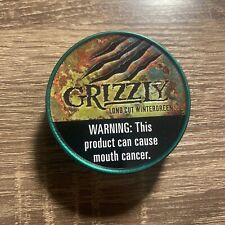 GRIZZLY
LONG CUT WINTERGREEN
WARNING: This
product can cause
mouth cancer.